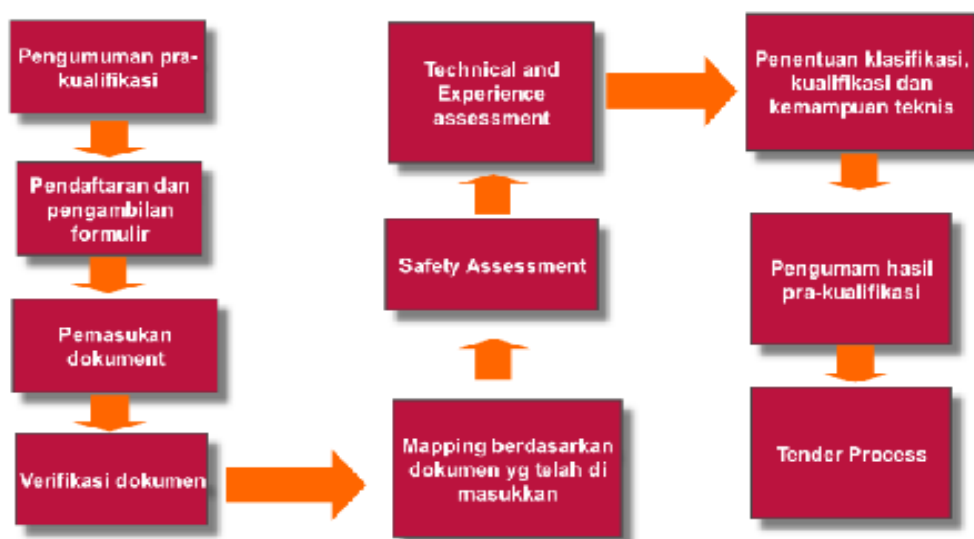 Pengumuman pra-
kualifikasi
Pendaftaran dan
pengambilan
formulir
Pemasukan
dokument
Verifikasi dokumen
Mapping berdasarkan
dokumen yg telah di
masukkan
Safety Assessment
Technical and
Experience
assessment
Penentuan klasifikasi,
kualifikasi dan
kemampuan teknis
Pengumam hasil
pra-kualifikasi
Tender Process